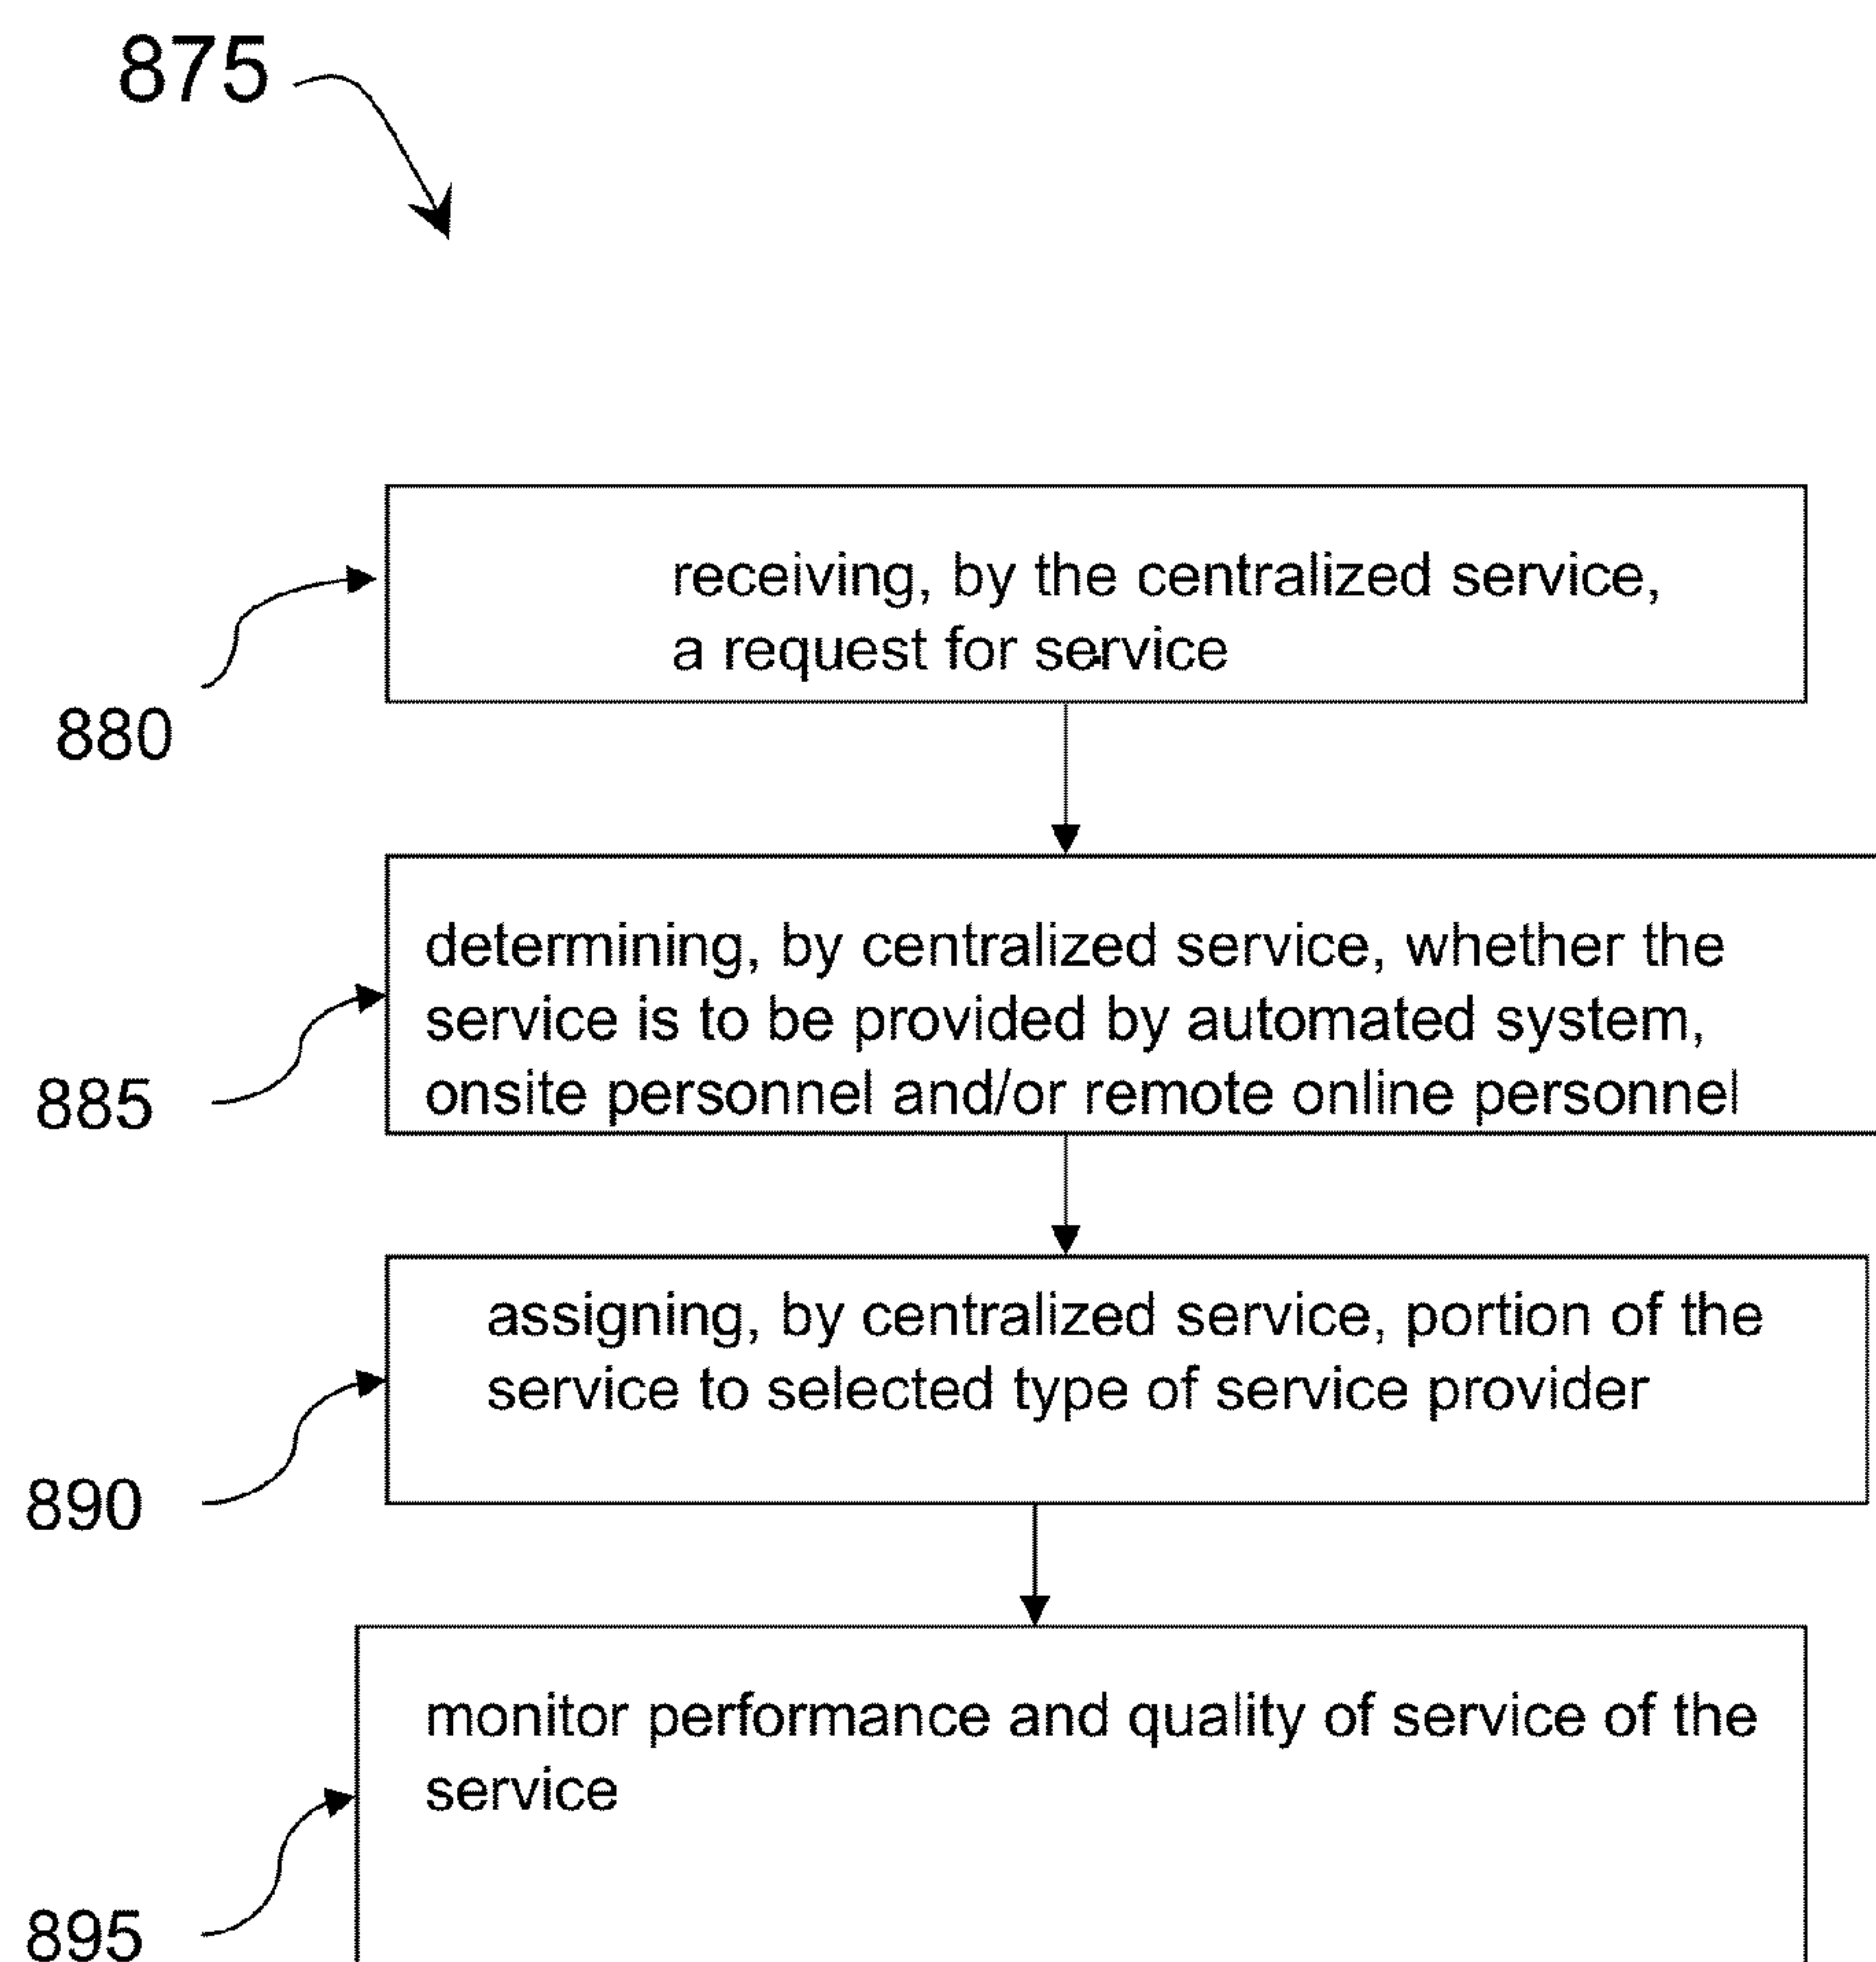 875
receiving, by the centralized service,
a request for service
880
determining, by centralized service, whether the
service is to be provided by automated system,
onsite personnel and/or remote online personnel
885
assigning, by centralized service, portion of the
service to selected type of service provider
890
monitor performance and quality of service of the
service
895